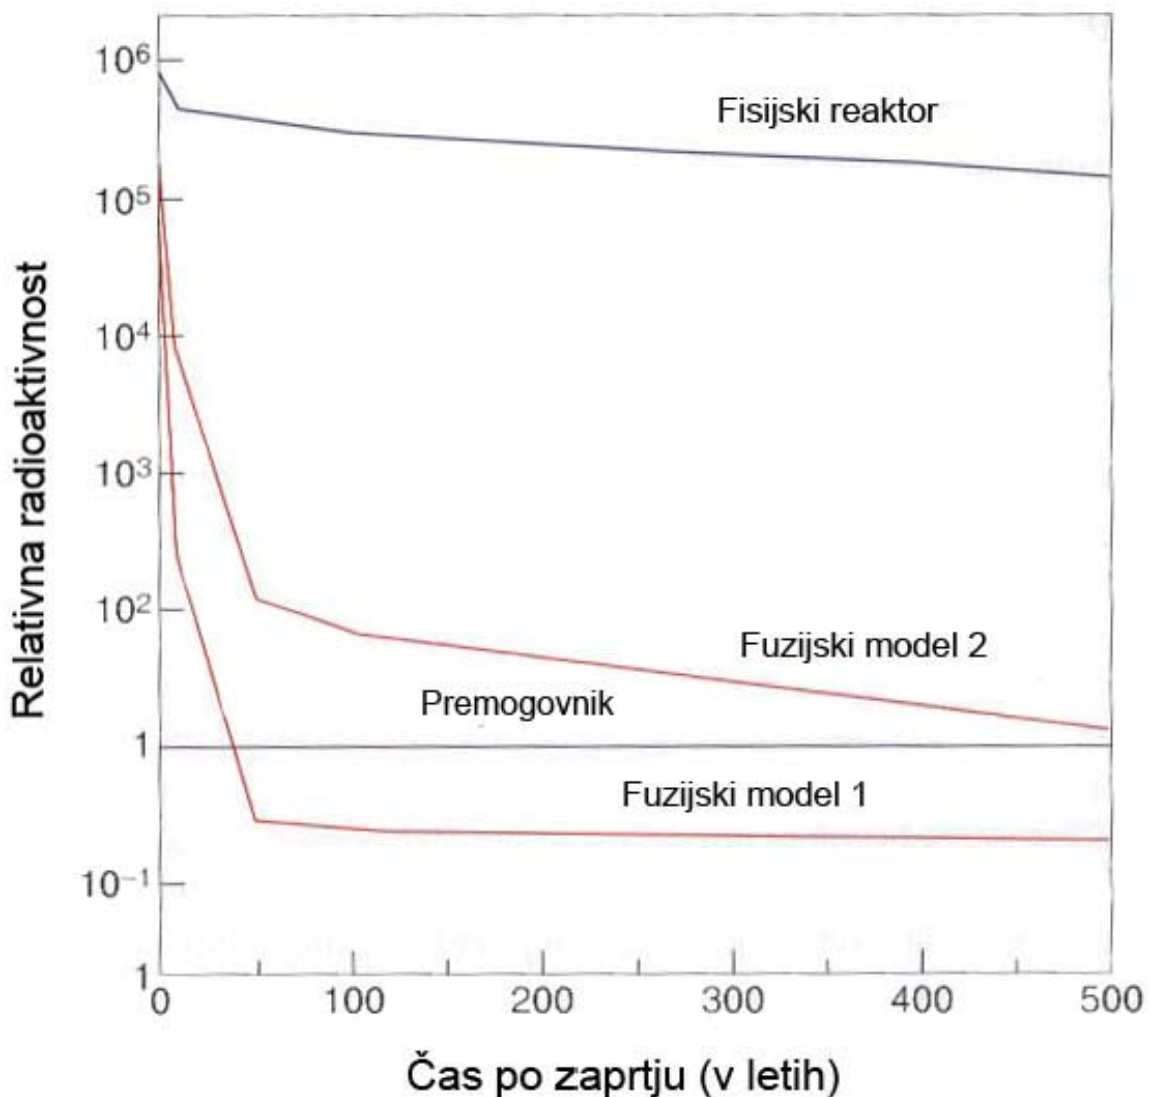 10⁶
Fisijski reaktor
10⁵
10⁴
10³
10²
Relativna radioaktivnost
Fuzijski model 2
Premogovnik
1
Fuzijski model 1
10⁻¹
1
0 100 200 300 400 500
Čas po zaprtju (v letih)